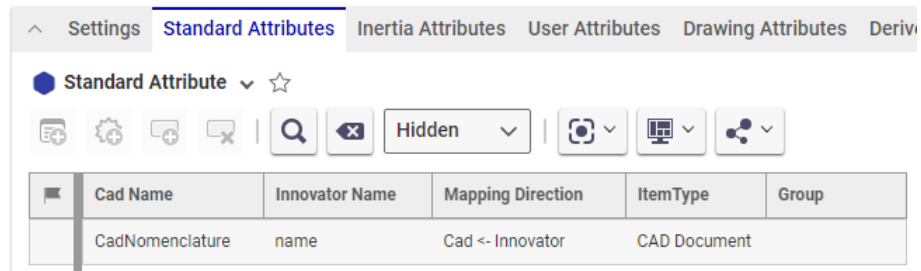 Settings Standard Attributes Inertia Attributes User Attributes Drawing Attributes Derive
Standard Attribute
Hidden
Cad Name Innovator Name Mapping Direction ItemType Group
CadNomenclature name Cad <- Innovator CAD Document